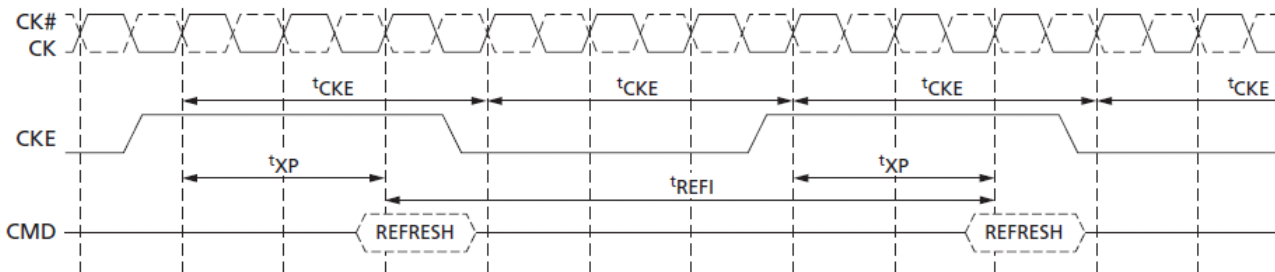 CK#
CK
tCKE tCKE tCKE tCKE
CKE
tXP tXP
tREFI
CMD REFRESH REFRESH